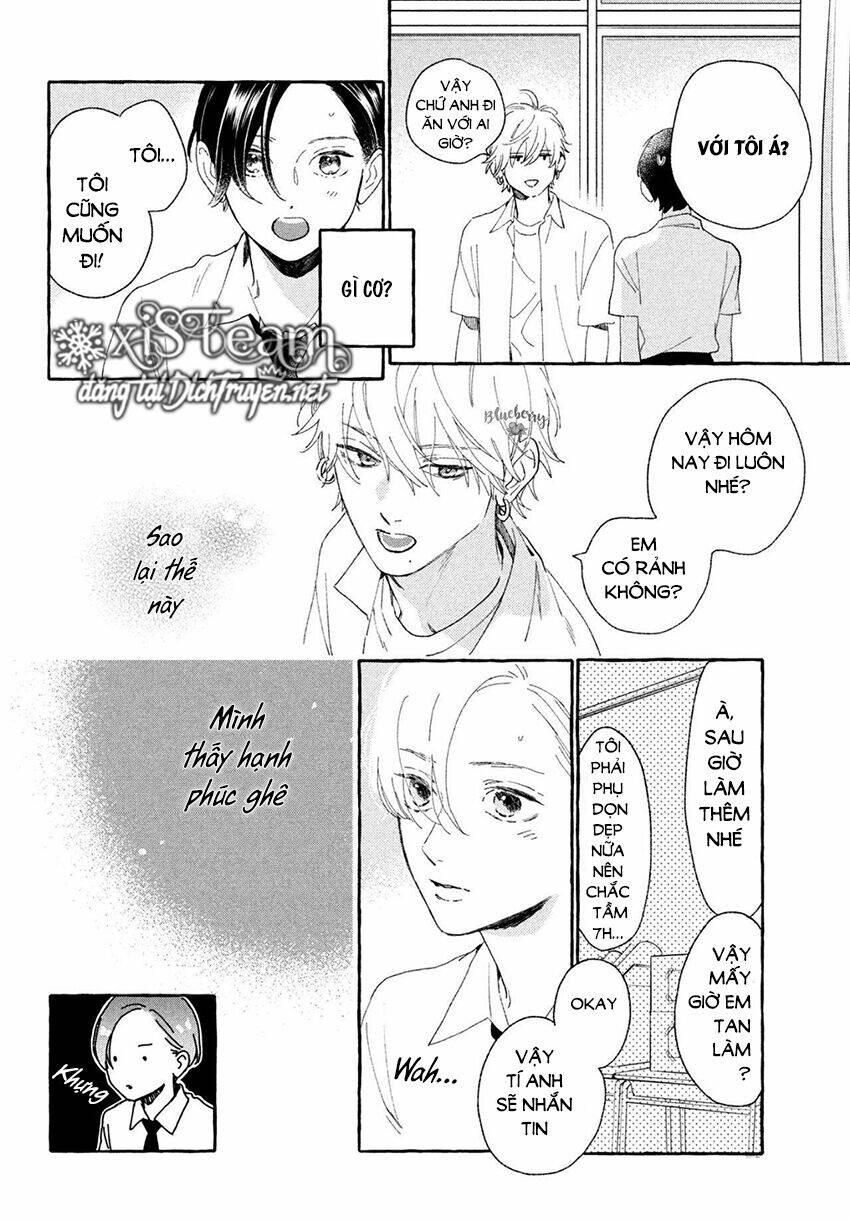 VỚI TÔI Á?
VẬY
CHỨ ANH ĐI
ĂN VỚI AI
GIỜ?
GÌ CƠ?
TÔI...
TÔI
CŨNG
MUỐN
ĐI!
xiSteam
đăng tại DichTruyen.net
Blueberry
VẬY HÔM
NAY ĐI LUÔN
NHÉ?
EM
CÓ RẢNH
KHÔNG?
Sao
lại thế
này
À,
SAU
GIỜ
LÀM
THÊM
NHÉ
VẬY
MẤY
GIỜ EM
TAN
LÀM
?
TÔI
PHẢI
PHỤ
DỌN
DẸP
NỮA
NÊN
CHẮC
TẦM
7H...
OKAY
VẬY
TÍ ANH
SẼ NHẮN
TIN
Wah...
Mình
thấy hạnh
phúc ghê
Khựng